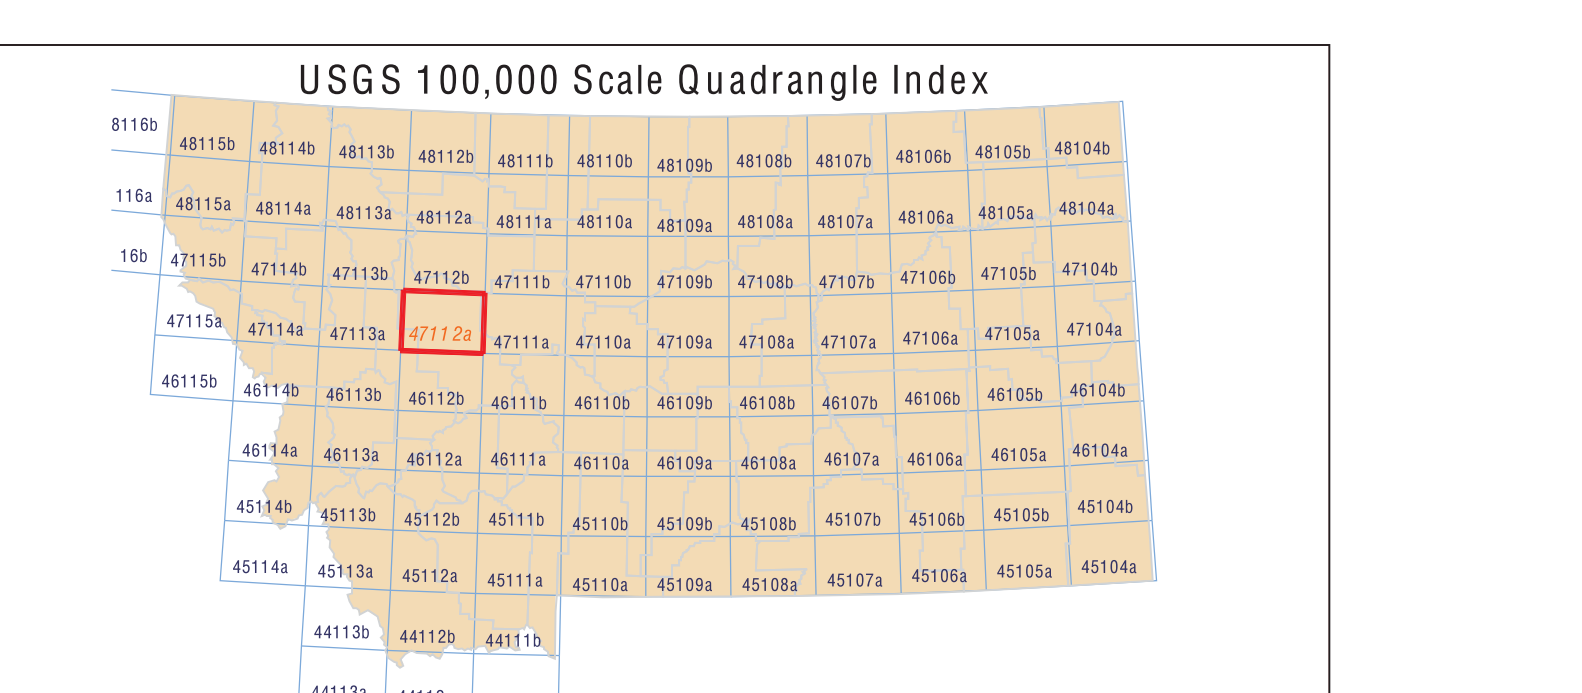 USGS 100,000 Scale Quadrangle Index
8116b 48115b 48114b 48113b 48112b 48111b 48110b 48109b 48108b 48107b 48106b 48105b 48104b
116a 48115a 48114a 48113a 48112a 48111a 48110a 48109a 48108a 48107a 48106a 48105a 48104a
16b 47115b 47114b 47113b 47112b 47111b 47110b 47109b 47108b 47107b 47106b 47105b 47104b
47115a 47114a 47113a 47112a 47111a 47110a 47109a 47108a 47107a 47106a 47105a 47104a
46115b 46114b 46113b 46112b 46111b 46110b 46109b 46108b 46107b 46106b 46105b 46104b
46114a 46113a 46112a 46111a 46110a 46109a 46108a 46107a 46106a 46105a 46104a
45114b 45113b 45112b 45111b 45110b 45109b 45108b 45107b 45106b 45105b 45104b
45114a 45113a 45112a 45111a 45110a 45109a 45108a 45107a 45106a 45105a 45104a
44113b 44112b 44111b
44113a